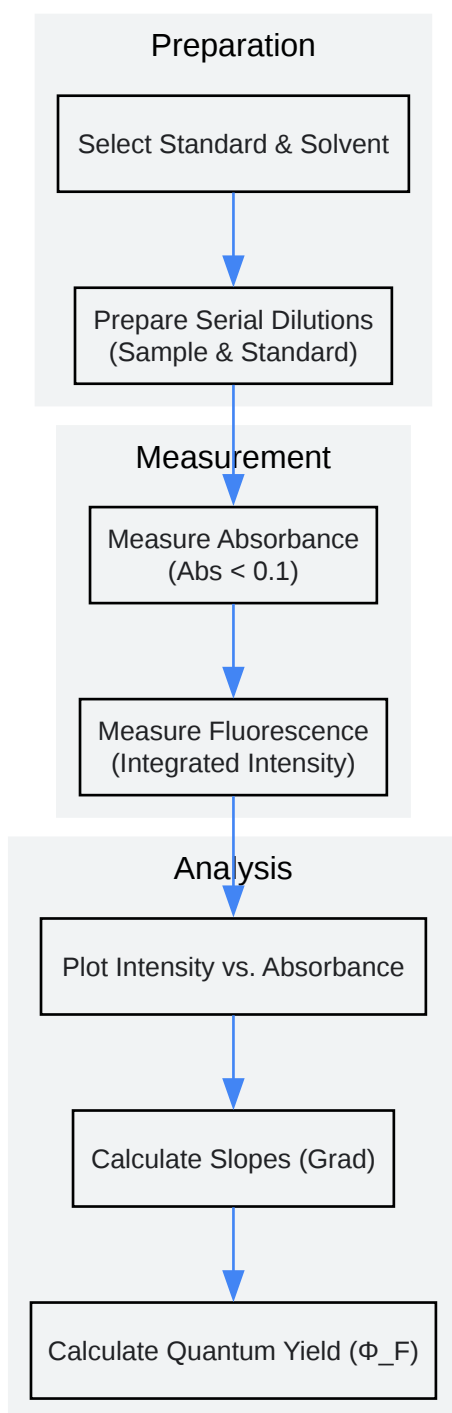 Preparation
Select Standard & Solvent
Prepare Serial Dilutions
(Sample & Standard)
Measurement
Measure Absorbance
(Abs < 0.1)
Measure Fluorescence
(Integrated Intensity)
Analysis
Plot Intensity vs. Absorbance
Calculate Slopes (Grad)
Calculate Quantum Yield (Φ_F)